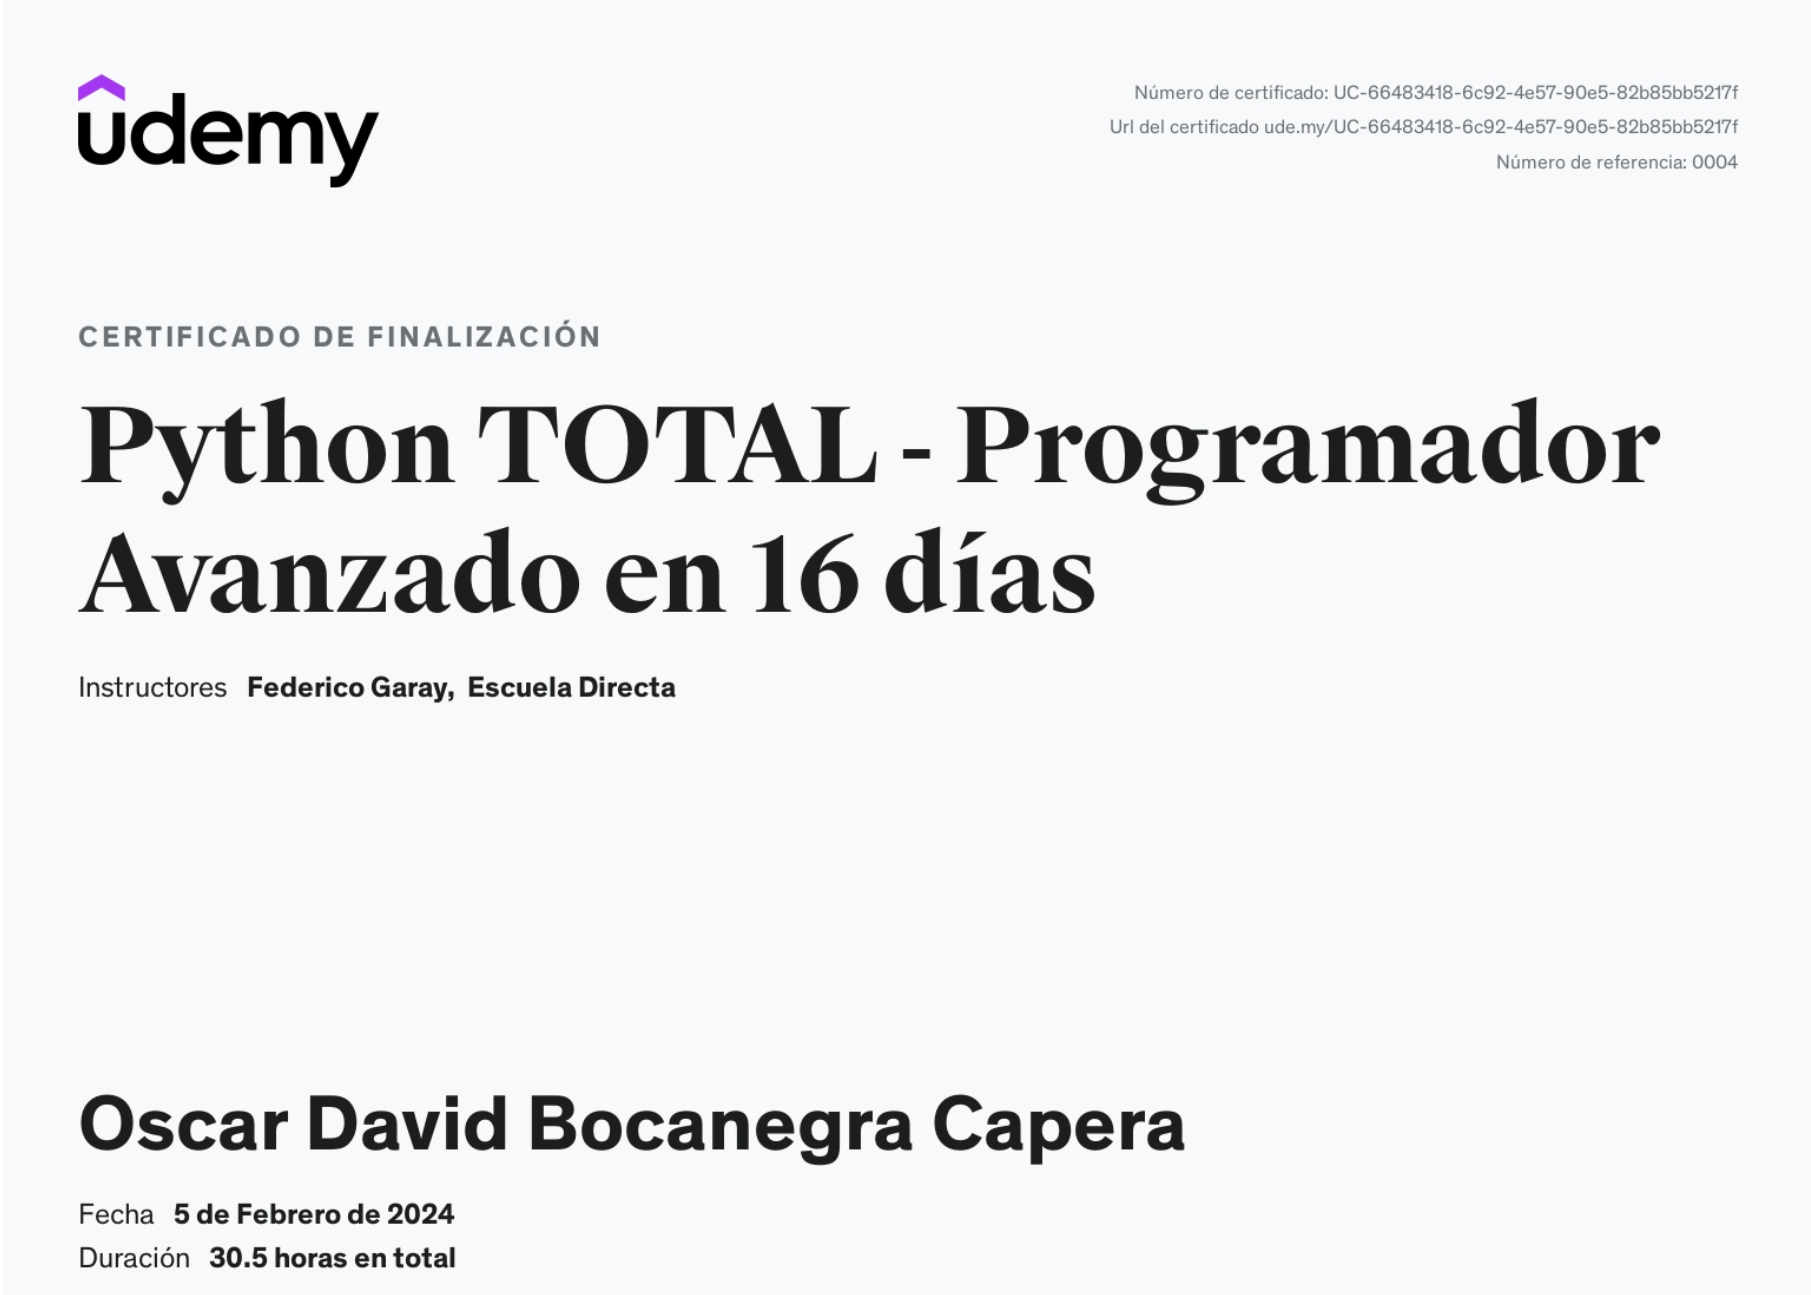 udemy
Número de certificado: UC-66483418-6c92-4e57-90e5-82b85bb5217f
Url del certificado ude.my/UC-66483418-6c92-4e57-90e5-82b85bb5217f
Número de referencia: 0004
CERTIFICADO DE FINALIZACIÓN
Python TOTAL - Programador
Avanzado en 16 días
Instructores Federico Garay, Escuela Directa
Oscar David Bocanegra Capera
Fecha 5 de Febrero de 2024
Duración 30.5 horas en total